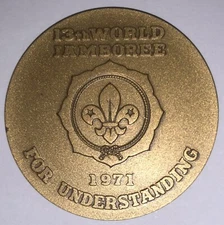 13TH WORLD
JAMBOREE
1971
FOR UNDERSTANDING